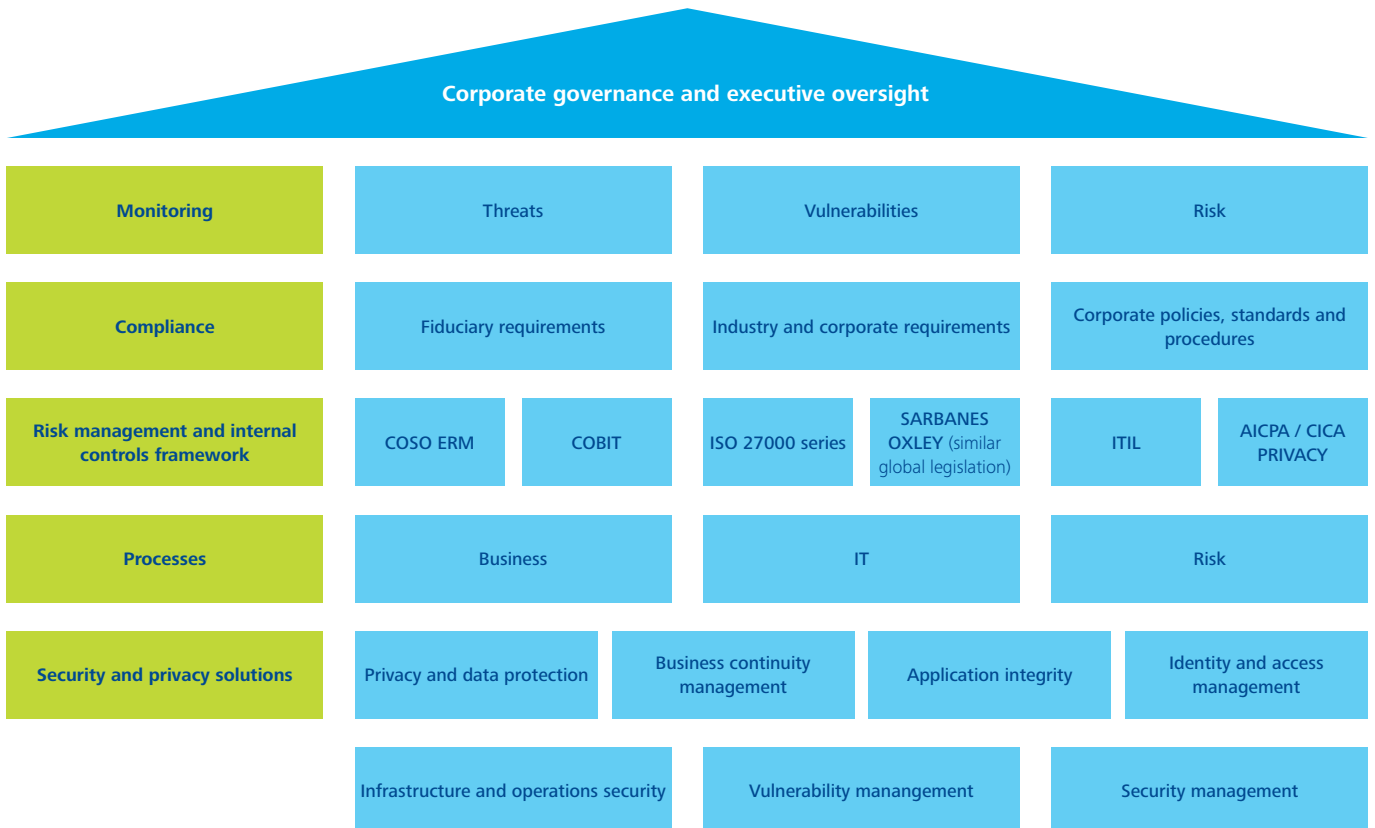 Corporate governance and executive oversight
Monitoring
Threats
Vulnerabilities
Risk
Compliance
Fiduciary requirements
Industry and corporate requirements
Corporate policies, standards and
procedures
Risk management and internal
controls framework
COSO ERM
COBIT
ISO 27000 series
SARBANES
OXLEY (similar
global legislation)
ITIL
AICPA / CICA
PRIVACY
Processes
Business
IT
Risk
Security and privacy solutions
Privacy and data protection
Business continuity
management
Application integrity
Identity and access
management
Infrastructure and operations security
Vulnerability manangement
Security management